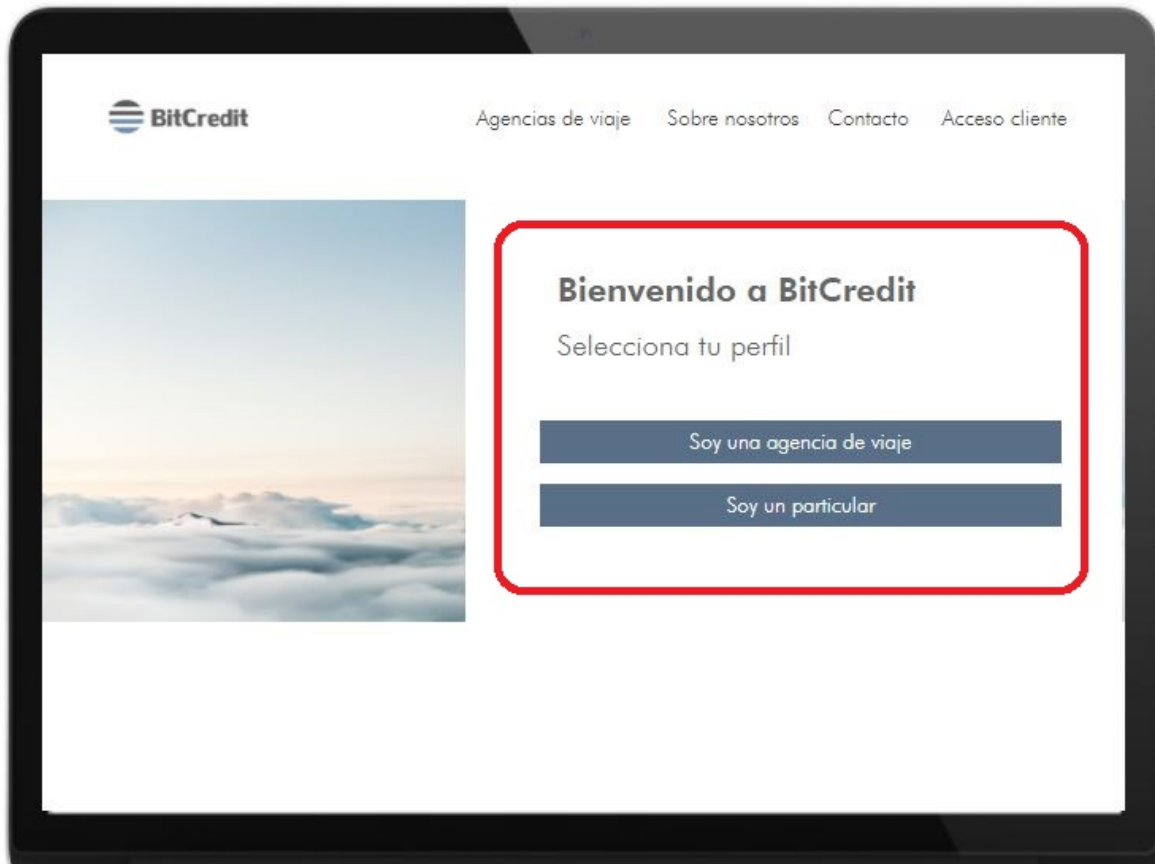 BitCredit
Agencias de viaje Sobre nosotros Contacto Acceso cliente
Bienvenido a BitCredit
Selecciona tu perfil
Soy una agencia de viaje
Soy un particular